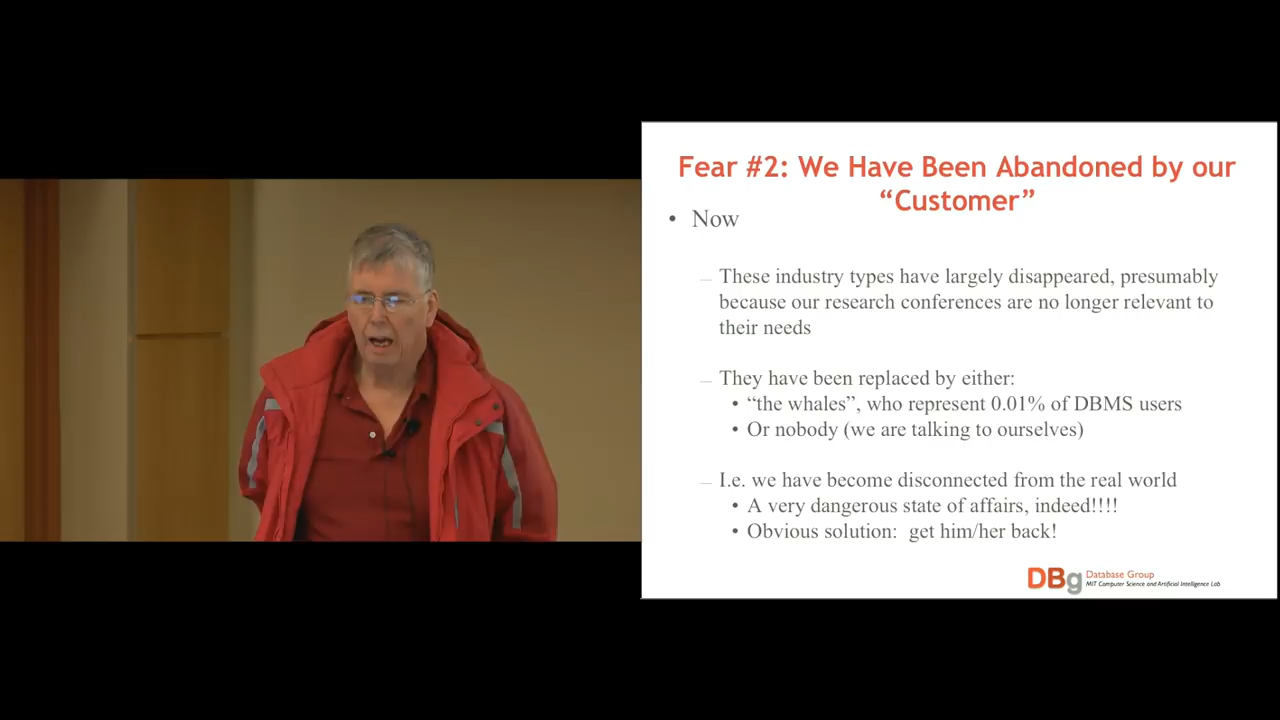 Fear #2: We Have Been Abandoned by our
“Customer”
• Now
– These industry types have largely disappeared, presumably
because our research conferences are no longer relevant to
their needs
– They have been replaced by either:
• “the whales”, who represent 0.01% of DBMS users
• Or nobody (we are talking to ourselves)
– I.e. we have become disconnected from the real world
• A very dangerous state of affairs, indeed!!!!
• Obvious solution:  get him/her back!
DBg
Database Group
MIT Computer Science and Artificial Intelligence Lab